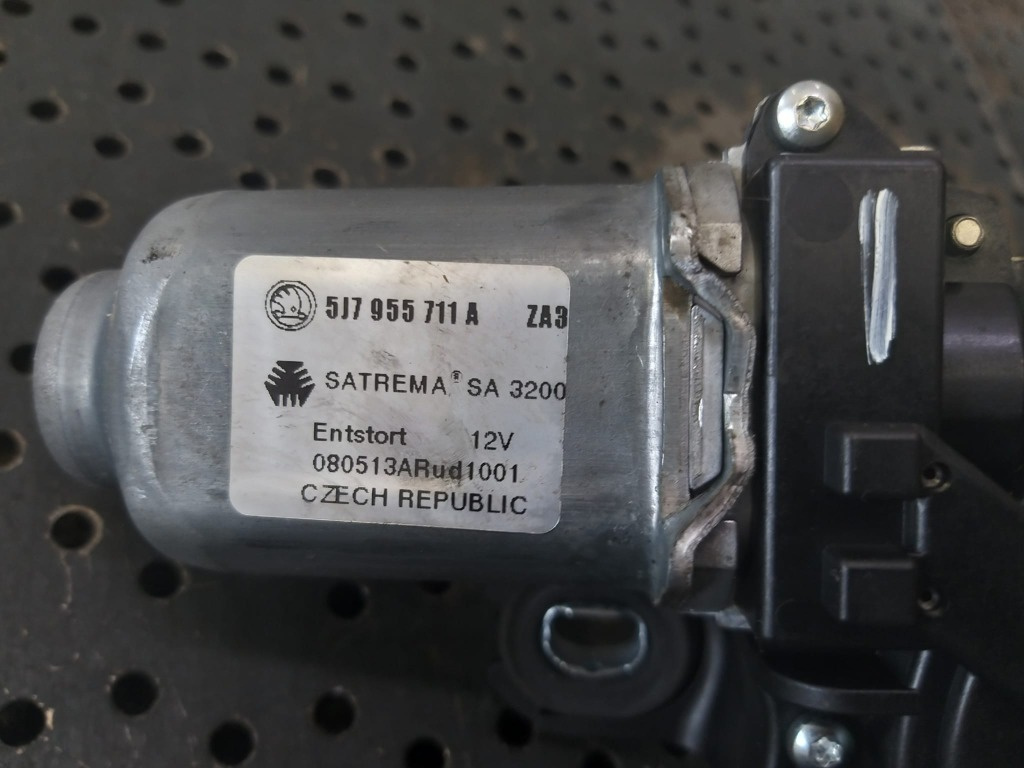 5J7 955 711 A ZA3
SATREMA® SA 3200
Entstort 12V
080513ARud1001
CZECH REPUBLIC